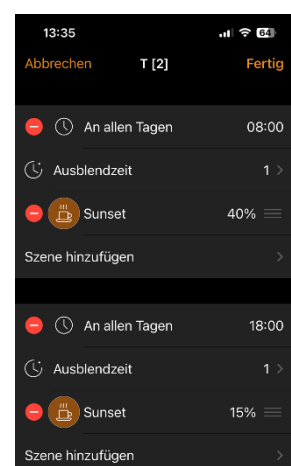 13:35 64
Abbrechen T [2] Fertig
An allen Tagen 08:00
Ausblendzeit 1
Sunset 40%
Szene hinzufügen
An allen Tagen 18:00
Ausblendzeit 1
Sunset 15%
Szene hinzufügen